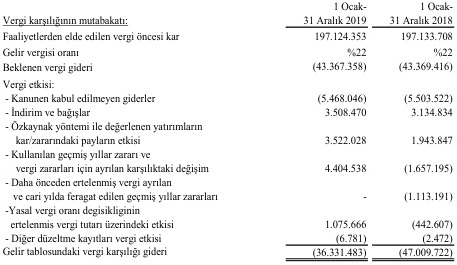 1 Ocak- 1 Ocak-
Vergi karşılığının mutabakatı: 31 Aralık 2019 31 Aralık 2018
Faaliyetlerden elde edilen vergi öncesi kar 197.124.353 197.133.708
Gelir vergisi oranı %22 %22
Beklenen vergi gideri (43.367.358) (43.369.416)
Vergi etkisi:
- Kanunen kabul edilmeyen giderler (5.468.046) (5.503.522)
- İndirim ve bağışlar 3.508.470 3.134.834
- Özkaynak yöntemi ile değerlenen yatırımların
kar/zararındaki payların etkisi 3.522.028 1.943.847
- Kullanılan geçmiş yıllar zararı ve
vergi zararları için ayrılan karşılıktaki değişim 4.404.538 (1.657.195)
- Daha önceden ertelenmiş vergi ayrılan
ve cari yılda feragat edilen geçmiş yıllar zararları - (1.113.191)
-Yasal vergi oranı degisikliginin
ertelenmis vergi tutarı üzerindeki etkisi 1.075.666 (442.607)
- Diğer düzeltme kayıtları vergi etkisi (6.781) (2.472)
Gelir tablosundaki vergi karşılığı gideri (36.331.483) (47.009.722)